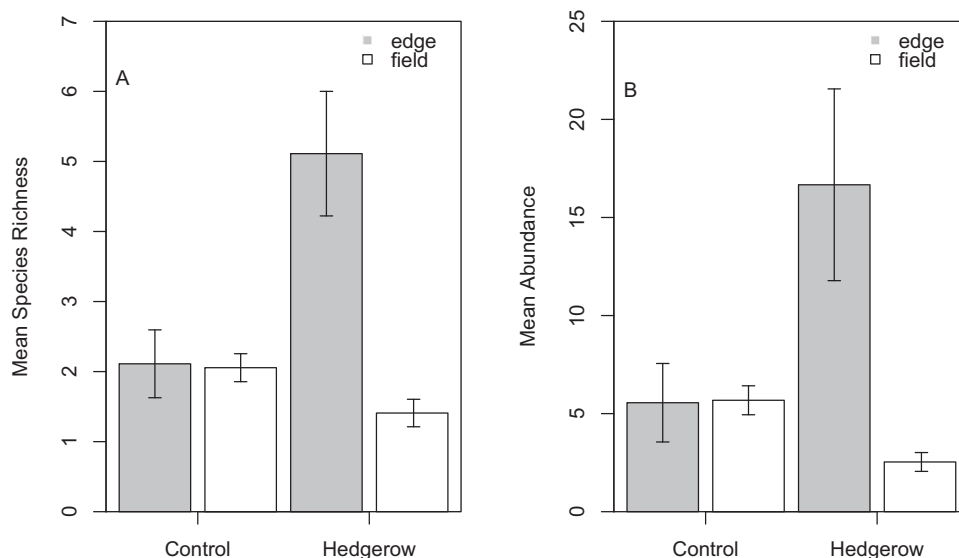 Mean Species Richness
7
6
5
4
3
2
1
0
A
edge
field
Control Hedgerow
Mean Abundance
25
20
15
10
5
0
B
edge
field
Control Hedgerow